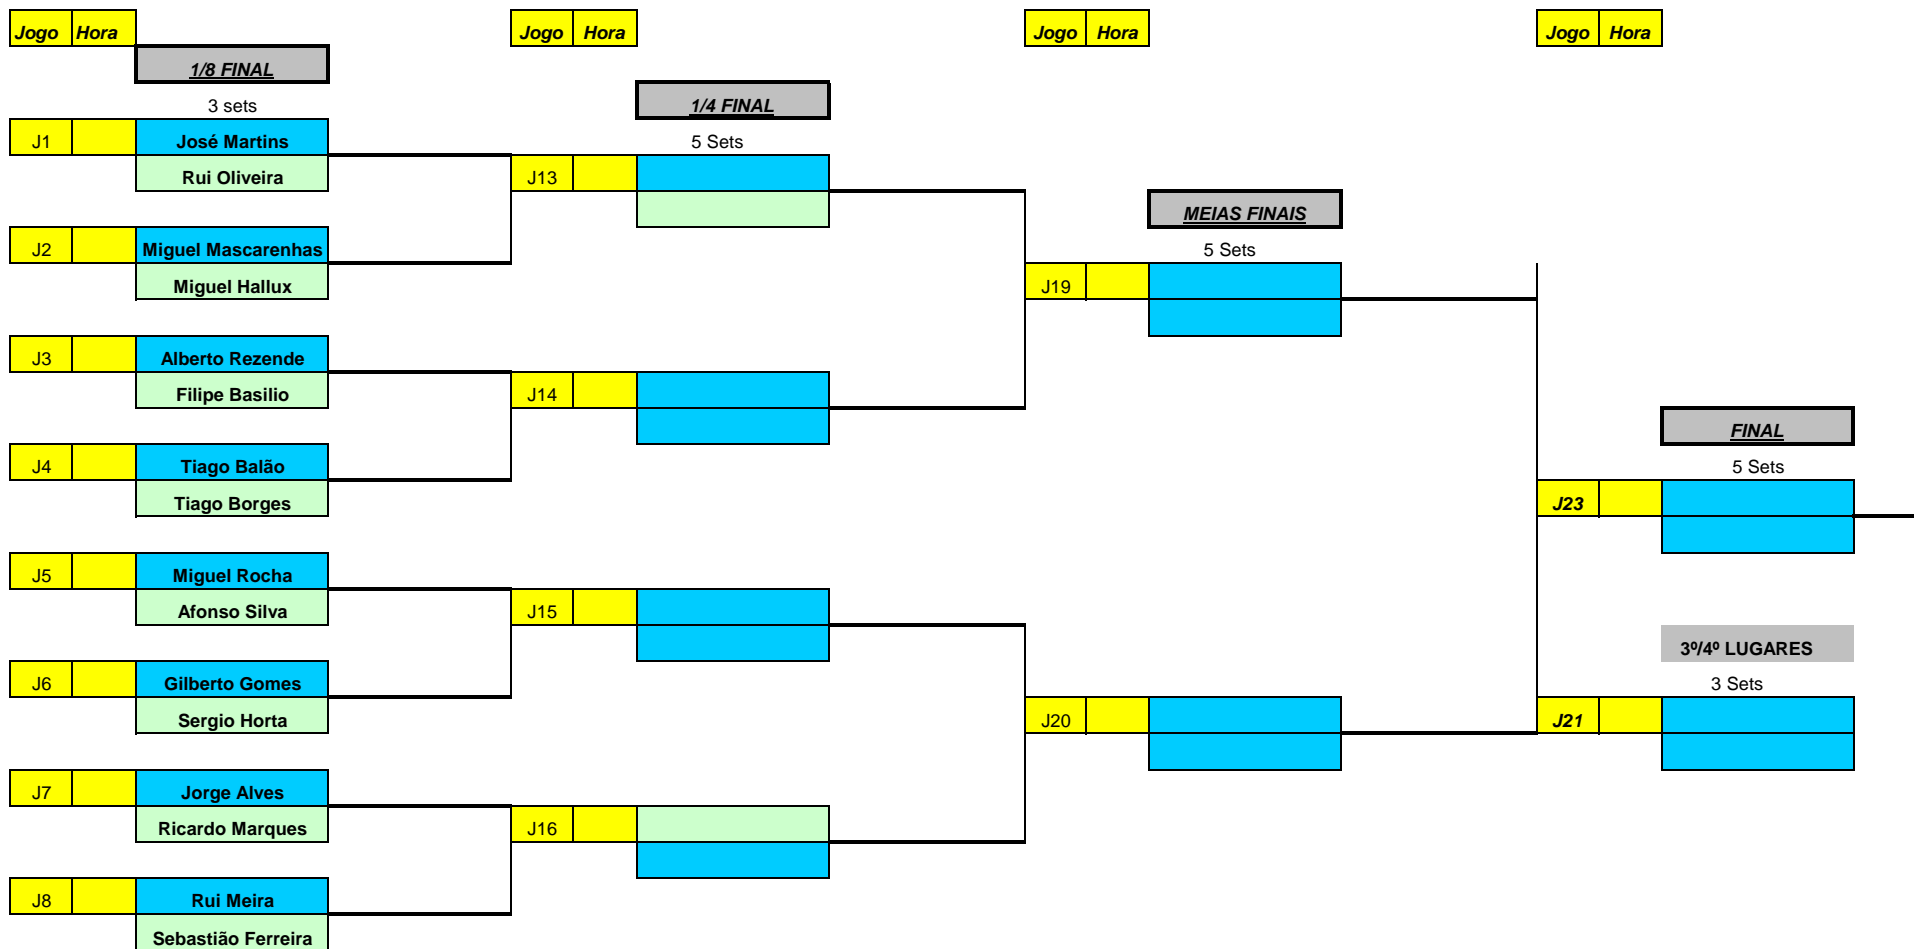 Jogo Hora Jogo Hora Jogo Hora Jogo Hora
1/8 FINAL
3 sets 1/4 FINAL
J1 José Martins 5 Sets
Rui Oliveira J13
MEIAS FINAIS
J2 Miguel Mascarenhas 5 Sets
Miguel Hallux J19
J3 Alberto Rezende
Filipe Basilio J14
FINAL
J4 Tiago Balão 5 Sets
Tiago Borges J23
J5 Miguel Rocha
Afonso Silva J15
3º/4º LUGARES
J6 Gilberto Gomes 3 Sets
Sergio Horta J20 J21
J7 Jorge Alves
Ricardo Marques J16
J8 Rui Meira
Sebastião Ferreira